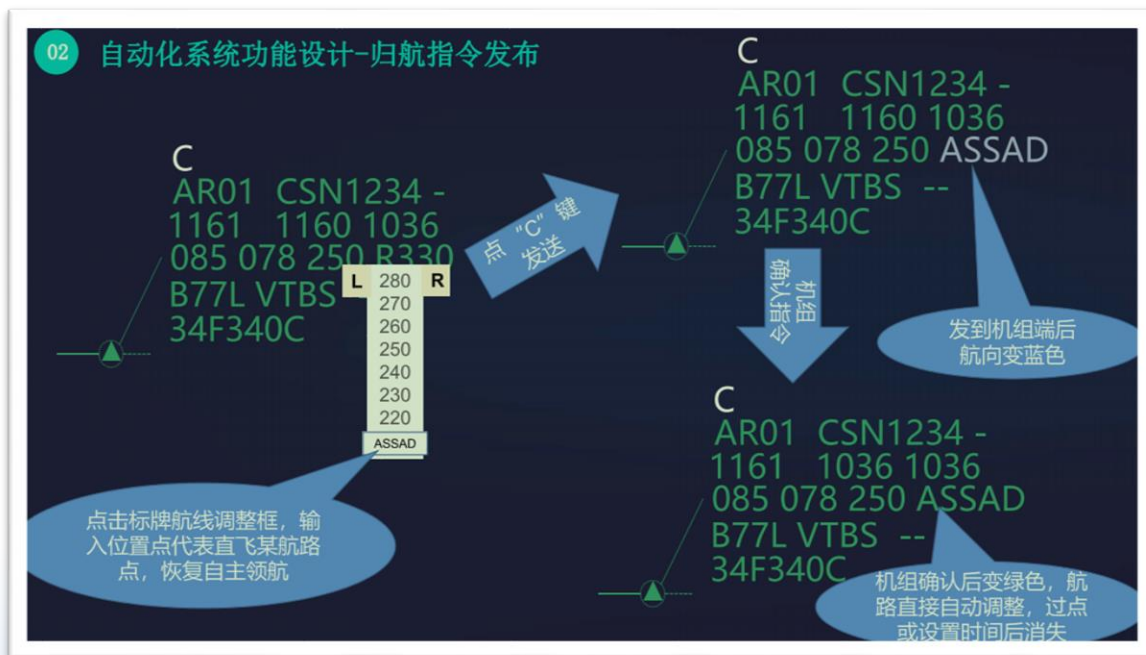 02 自动化系统功能设计-归航指令发布
C
AR01 CSN1234 -
1161 1160 1036
085 078 250 R330
B77L VTBS
34F340C
L 280 R
270
260
250
240
230
220
ASSAD
点击标牌航线调整框，输
入位置点代表直飞某航路
点，恢复自主领航
点“C”键
发送
C
AR01 CSN1234 -
1161 1160 1036
085 078 250 ASSAD
B77L VTBS --
34F340C
发到机组端后
航向变蓝色
机组
确认指令
C
AR01 CSN1234 -
1161 1036 1036
085 078 250 ASSAD
B77L VTBS --
34F340C
机组确认后变绿色，航
路直接自动调整，过点
或设置时间后消失